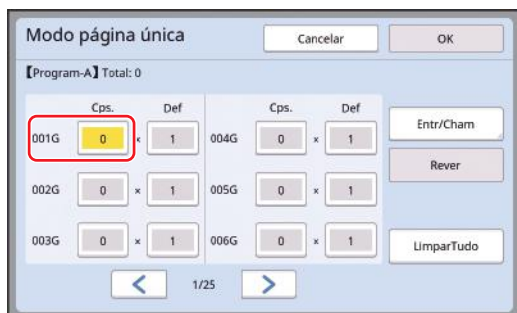 Modo página única Cancelar OK
【Program-A】Total: 0
Cps. Def Cps. Def
001G 0 x 1 004G 0 x 1 Entr/Cham
Rever
002G 0 x 1 005G 0 x 1
003G 0 x 1 006G 0 x 1 LimparTudo
1/25